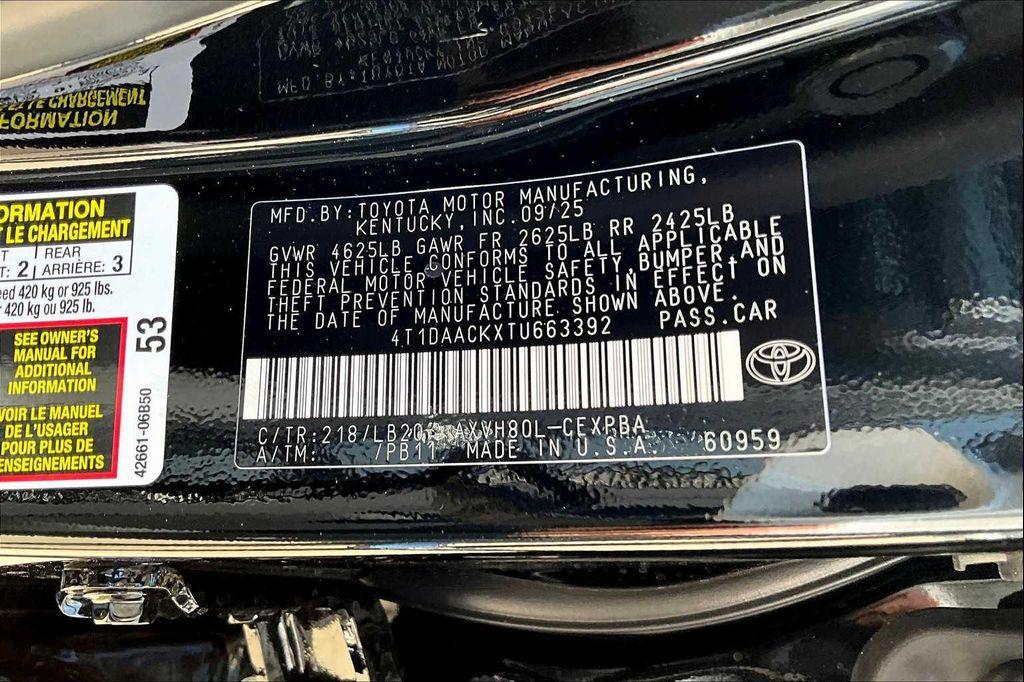 ORMATION
T LE CHARGEMENT
REAR
2 ARRIÈRE: 3
eed 420 kg or 925 lbs.
420 kg ou 925 lb.
SEE OWNER'S
MANUAL FOR
ADDITIONAL
INFORMATION
VOIR LE MANUEL
DE L'USAGER
POUR PLUS DE
ENSEIGNEMENTS
53
42661-06B50
MFD.BY:TOYOTA MOTOR MANUFACTURING,
KENTUCKY, INC.09/25
GVWR 4625LB GAWR FR 2625LB RR 2425LB
THIS VEHICLE CONFORMS TO ALL APPLICABLE
FEDERAL MOTOR VEHICLE SAFETY,BUMPER,AND
THEFT PREVENTION STANDARDS IN EFFECT ON
THE DATE OF MANUFACTURE SHOWN ABOVE.
4T1DAACKXTU663392 PASS.CAR
C/TR:218/LB20 AXVH80L-CEXPBA
A/TM: /PB11 MADE IN U.S.A. 60959